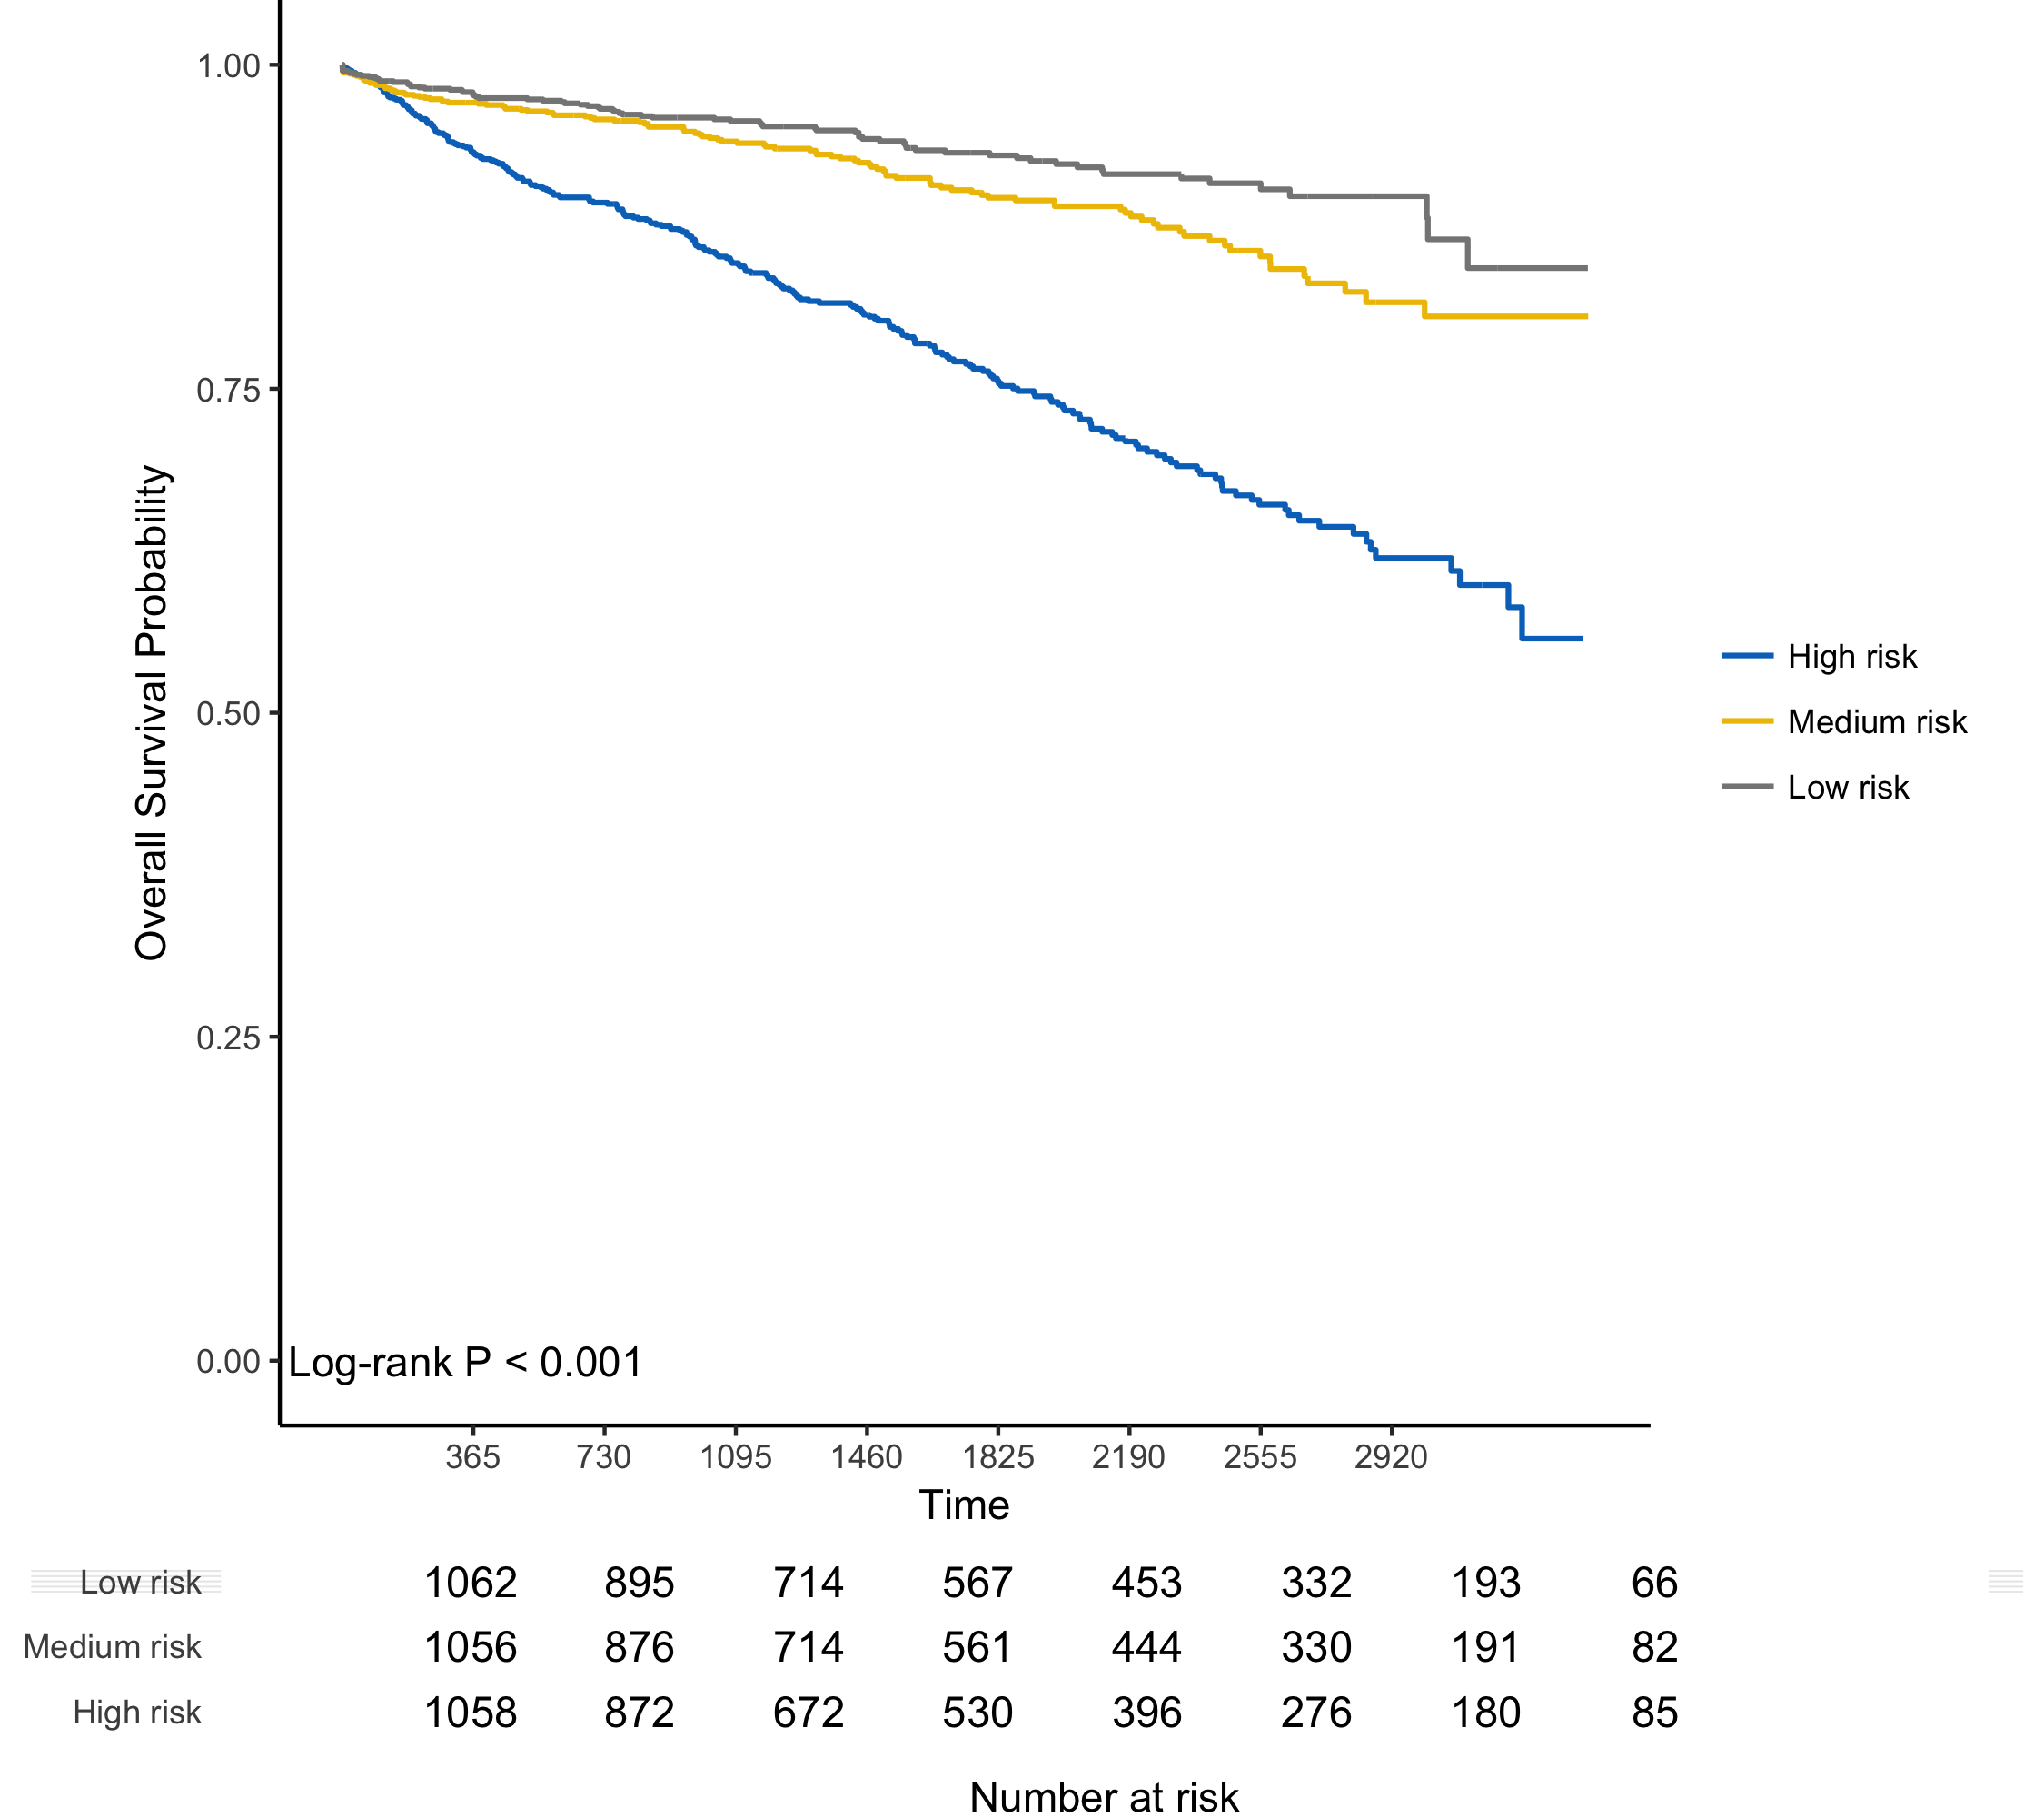 1.00
0.75
0.50
0.25
0.00
Overall Survival Probability
High risk
Medium risk
Low risk
Log-rank P < 0.001
365 730 1095 1460 1825 2190 2555 2920
Time
Low risk 1062 895 714 567 453 332 193 66
Medium risk 1056 876 714 561 444 330 191 82
High risk 1058 872 672 530 396 276 180 85
Number at risk